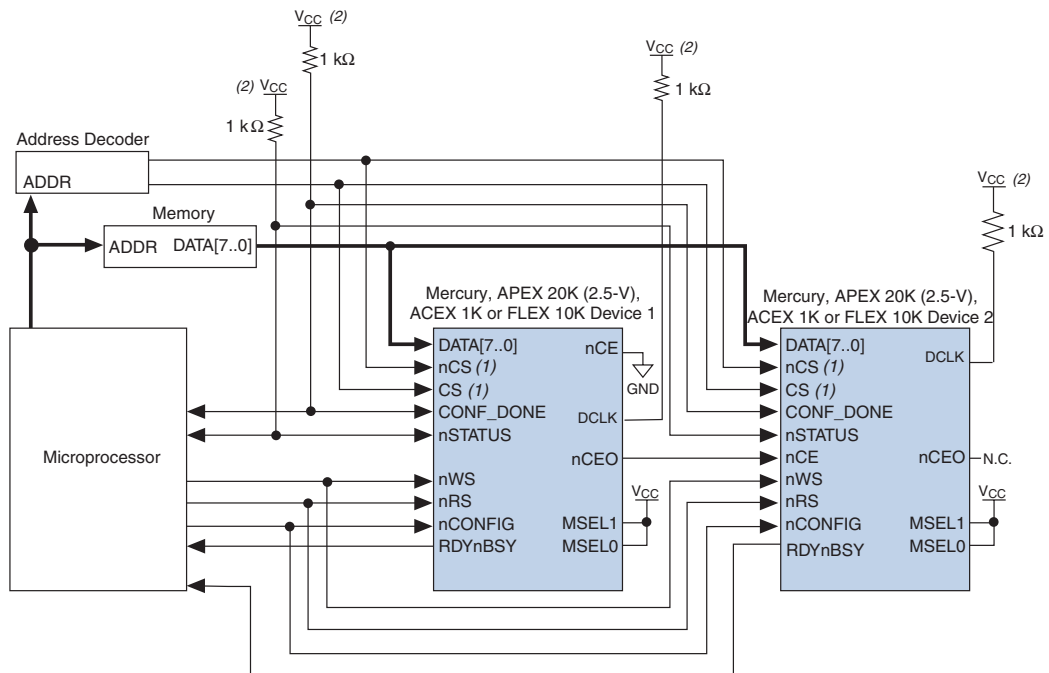 VCC (2)
1 kΩ
VCC (2)
1 kΩ
(2) VCC
1 kΩ
Address Decoder
ADDR
VCC (2)
1 kΩ
Memory
ADDR DATA[7..0]
Mercury, APEX 20K (2.5-V),
ACEX 1K or FLEX 10K Device 1
DATA[7..0]
nCS (1)
CS (1)
CONF_DONE
nSTATUS
nWS
nRS
nCONFIG
RDYnBSY
nCE
GND
DCLK
nCEO
VCC
MSEL1
MSEL0
Mercury, APEX 20K (2.5-V),
ACEX 1K or FLEX 10K Device 2
DATA[7..0]
nCS (1)
CS (1)
CONF_DONE
nSTATUS
nCE
nWS
nRS
nCONFIG
RDYnBSY
DCLK
nCEO
N.C.
VCC
MSEL1
MSEL0
Microprocessor